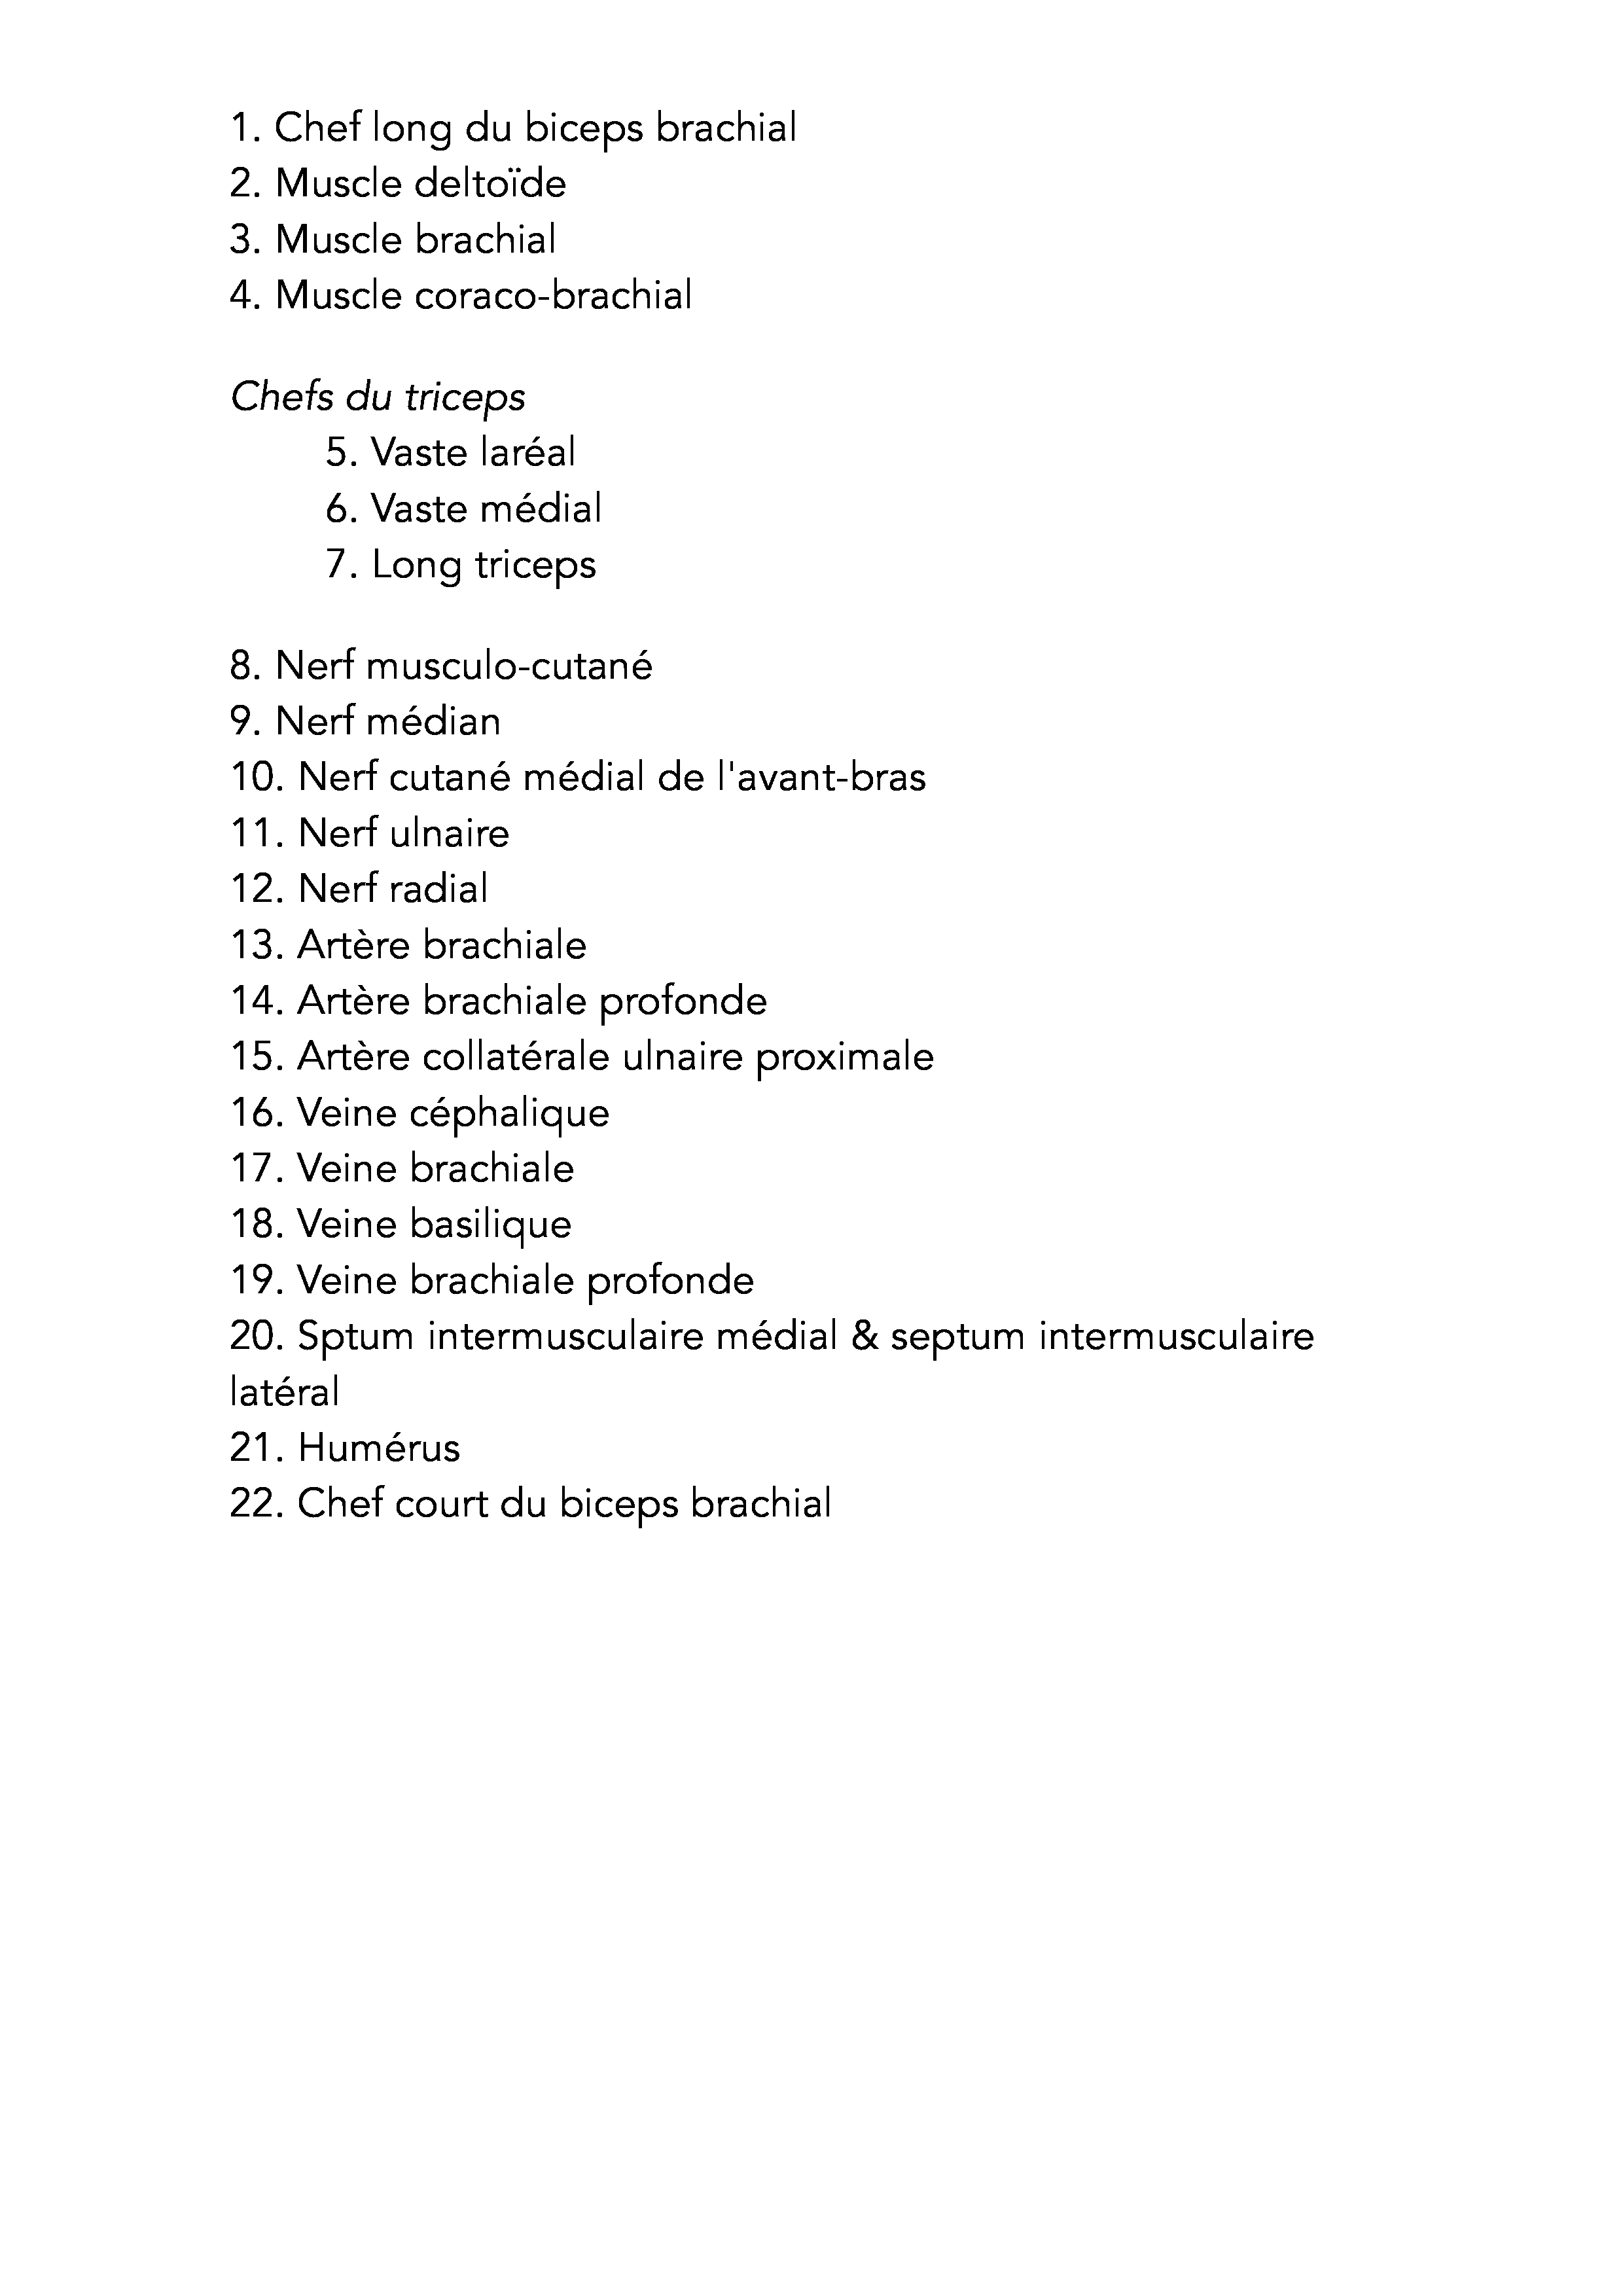 1. Chef long du biceps brachial
2. Muscle deltoïde
3. Muscle brachial
4. Muscle coraco-brachial
Chefs du triceps
5. Vaste laréal
6. Vaste médial
7. Long triceps
8. Nerf musculo-cutané
9. Nerf médian
10. Nerf cutané médial de l'avant-bras
11. Nerf ulnaire
12. Nerf radial
13. Artère brachiale
14. Artère brachiale profonde
15. Artère collatérale ulnaire proximale
16. Veine céphalique
17. Veine brachiale
18. Veine basilique
19. Veine brachiale profonde
20. Sptum intermusculaire médial & septum intermusculaire
latéral
21. Humérus
22. Chef court du biceps brachial